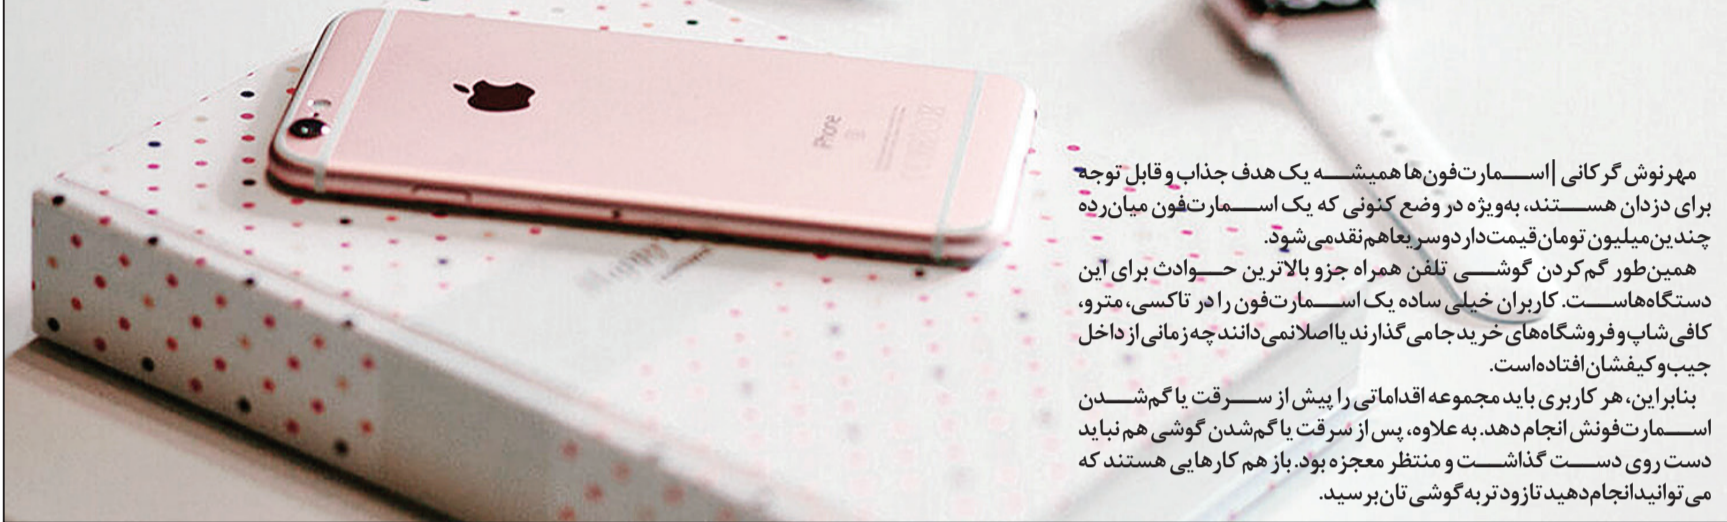 iPhone
مهرنوش گرکانی | اسمارت‌فون‌ها همیشه یک هدف جذاب و قابل توجه
برای دزدان هستند، به‌ویژه در وضع کنونی که یک اسمارت‌فون میان‌رده
چندین میلیون تومان قیمت دارد و سریعا هم نقد می‌شود.
همین‌طور گم کردن گوشی تلفن همراه جزو بالاترین حوادث برای این
دستگاه‌هاست. کاربران خیلی ساده یک اسمارت‌فون را در تاکسی، مترو،
کافی‌شاپ و فروشگاه‌های خرید جا می‌گذارند یا اصلا نمی‌دانند چه زمانی از داخل
جیب و کیفشان افتاده است.
بنابراین، هر کاربری باید مجموعه اقداماتی را پیش از سرقت یا گم‌شدن
اسمارت‌فونش انجام دهد. به علاوه، پس از سرقت یا گم‌شدن گوشی هم نباید
دست روی دست گذاشت و منتظر معجزه بود. باز هم کارهایی هستند که
می‌توانید انجام دهید تا زودتر به گوشی‌تان برسید.